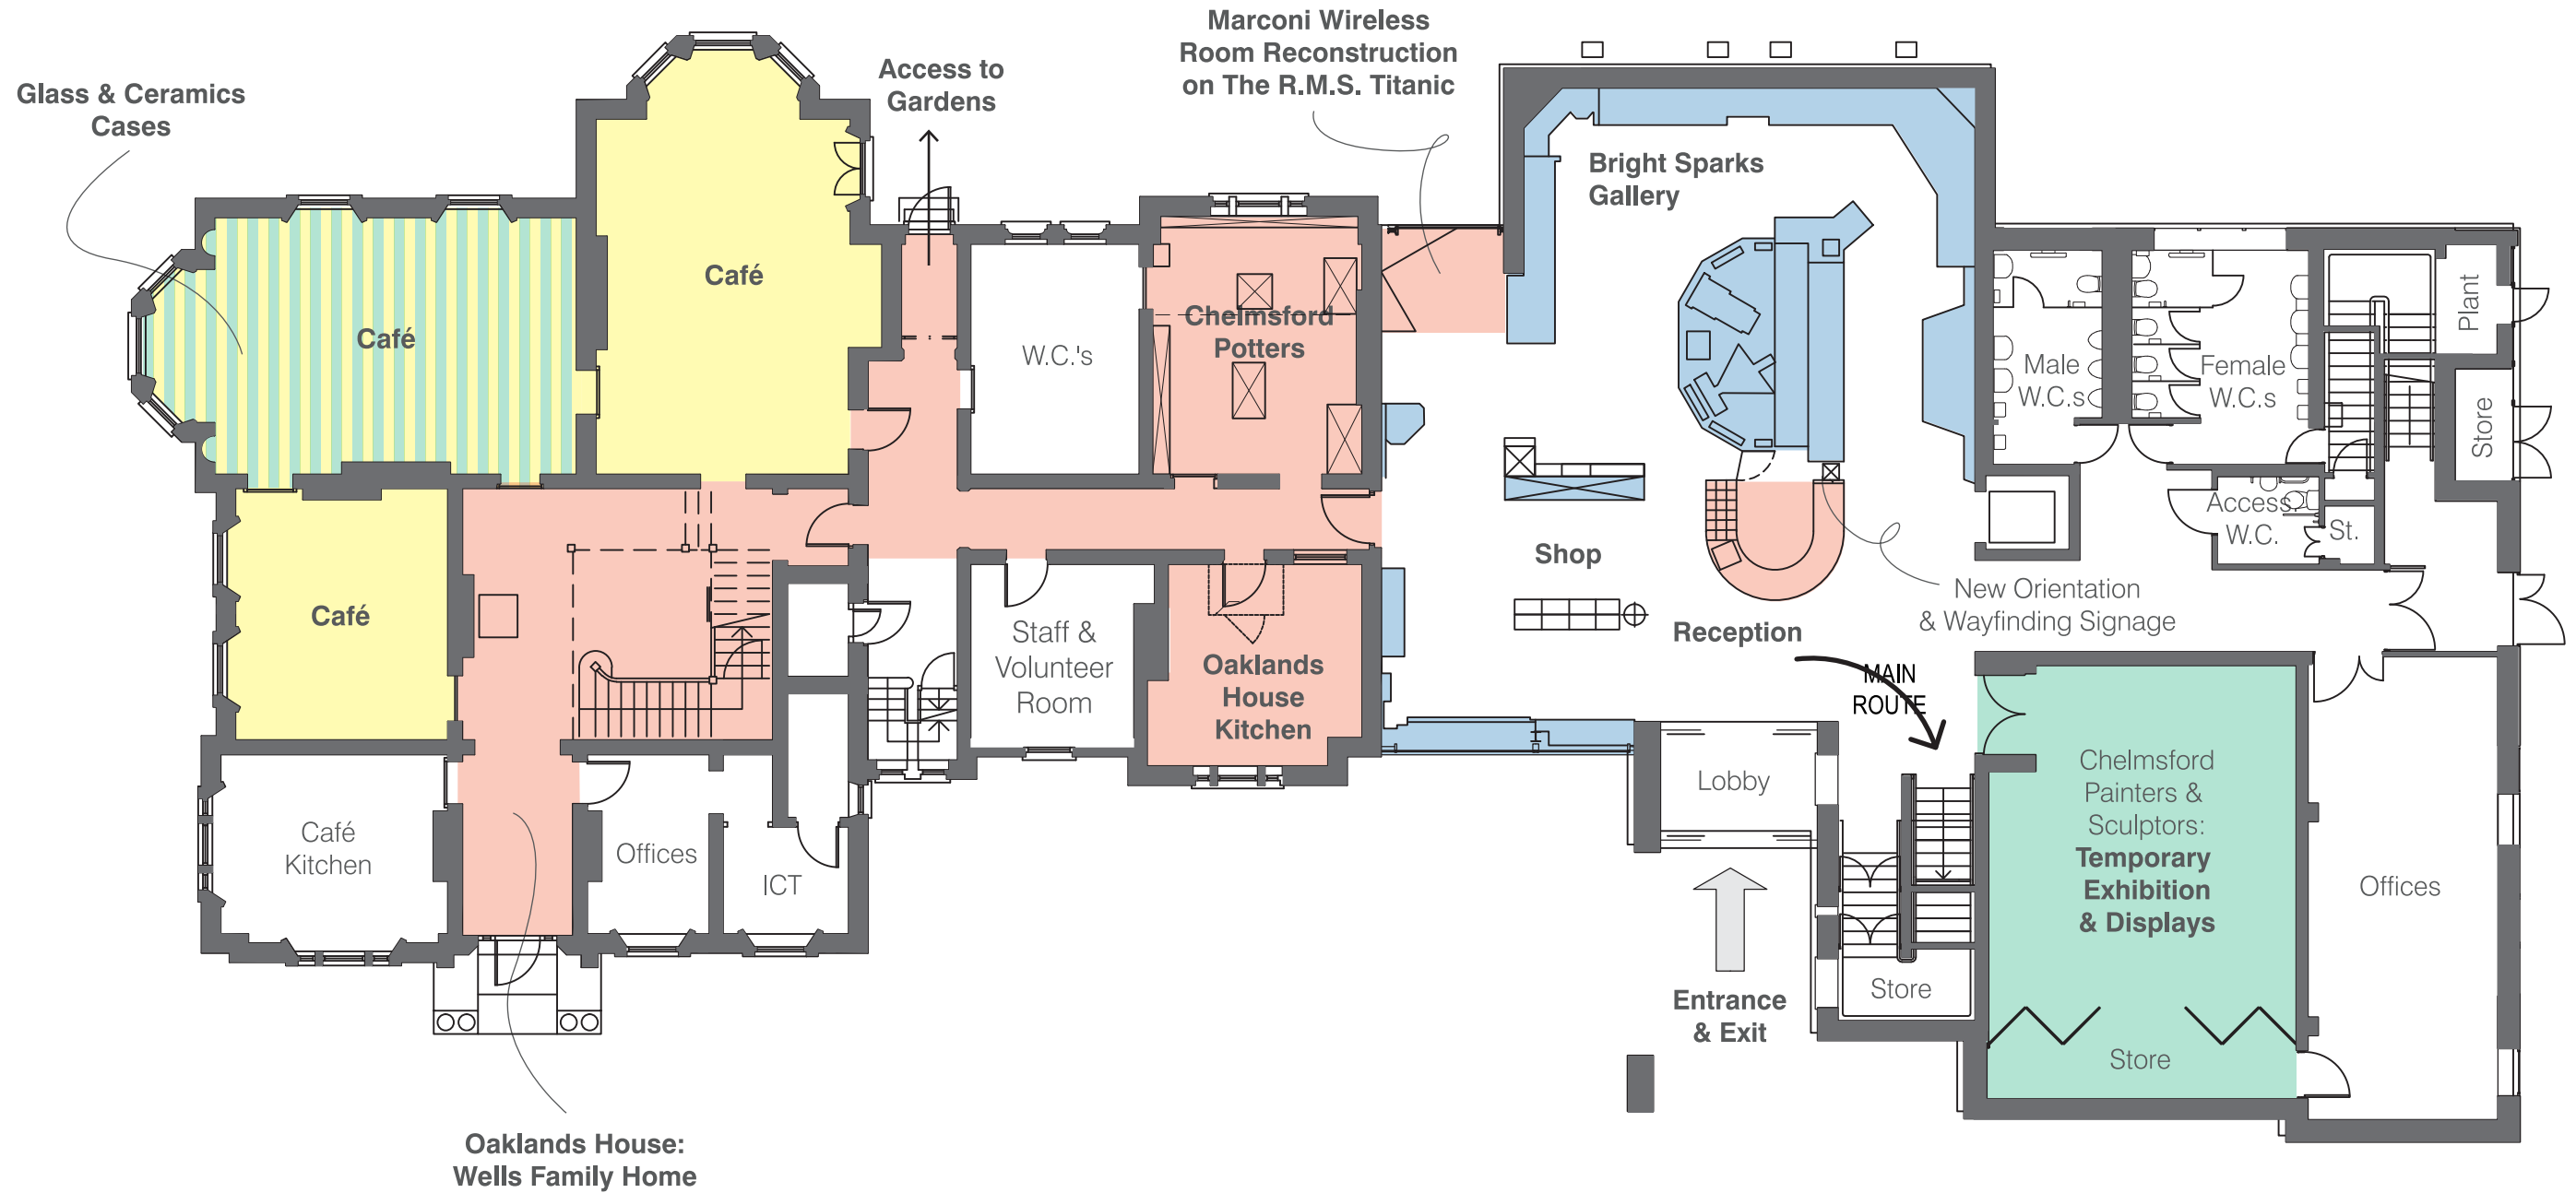 Marconi Wireless
Room Reconstruction
on The R.M.S. Titanic
Access to
Gardens
Glass & Ceramics
Cases
Bright Sparks
Gallery
Café
Café
Chelmsford
Potters
W.C.'s
Plant
Male
W.C.s
Female
W.C.s
Store
Access.
W.C.
St.
Shop
Café
New Orientation
& Wayfinding Signage
Reception
Staff &
Volunteer
Room
Oaklands
House
Kitchen
MAIN
ROUTE
Lobby
Chelmsford
Painters &
Sculptors:
Temporary
Exhibition
& Displays
Café
Kitchen
Offices
ICT
Offices
Store
Entrance
& Exit
Store
Oaklands House:
Wells Family Home